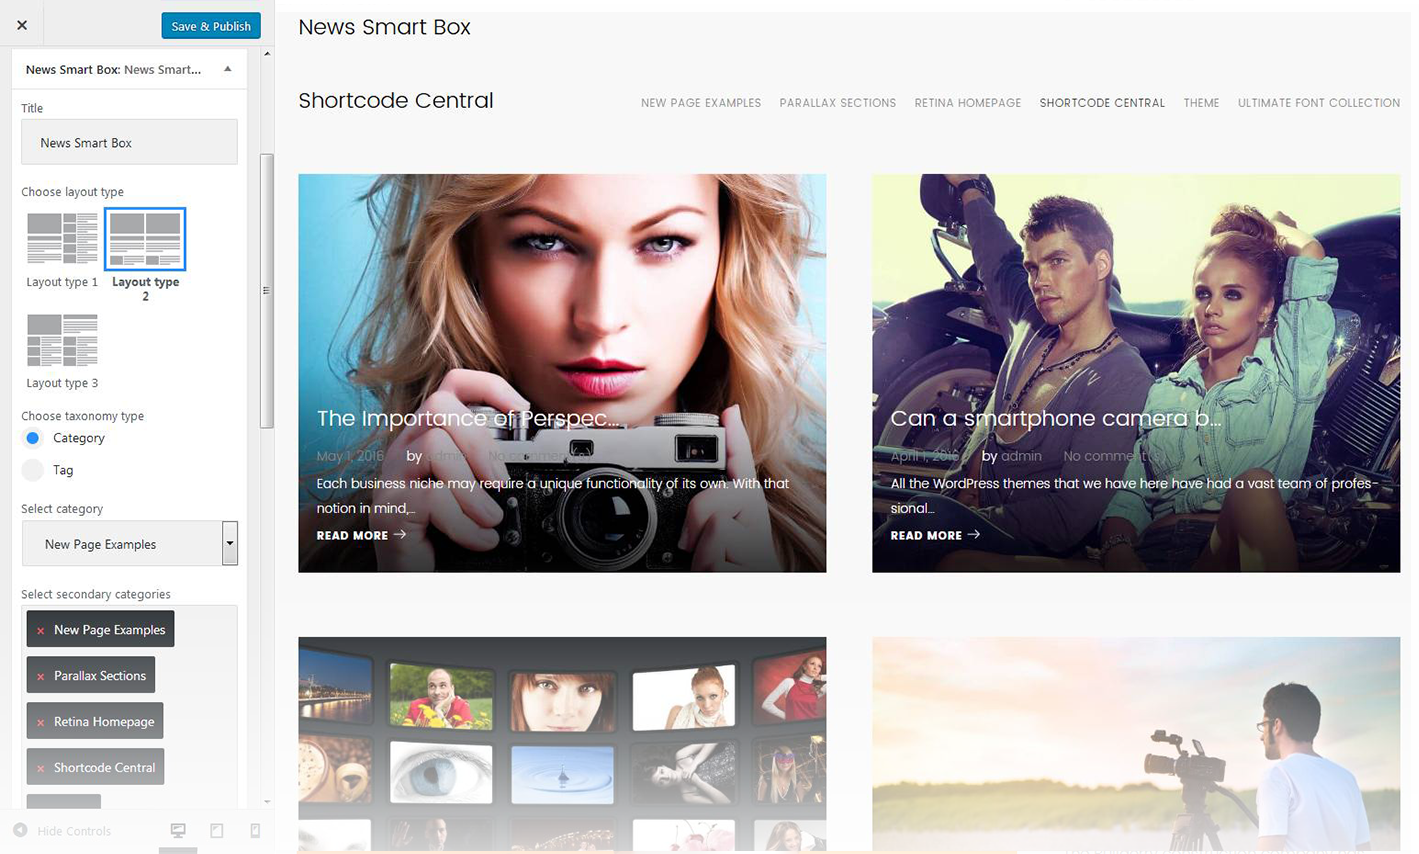 Save & Publish
News Smart Box: News Smart...
Title
News Smart Box
Choose layout type
Layout type 1
Layout type
2
Layout type 3
Choose taxonomy type
Category
Tag
Select category
New Page Examples
Select secondary categories
× New Page Examples
× Parallax Sections
× Retina Homepage
× Shortcode Central
Hide Controls
News Smart Box
Shortcode Central
NEW PAGE EXAMPLES PARALLAX SECTIONS RETINA HOMEPAGE SHORTCODE CENTRAL THEME ULTIMATE FONT COLLECTION
The Importance of Perspec...
May 1, 2016 by admin No comment(s)
Each business niche may require a unique functionality of its own. With that
notion in mind,...
READ MORE
Can a smartphone camera b...
April 1, 2016 by admin No comment(s)
All the WordPress themes that we have here have had a vast team of profes-
sional...
READ MORE